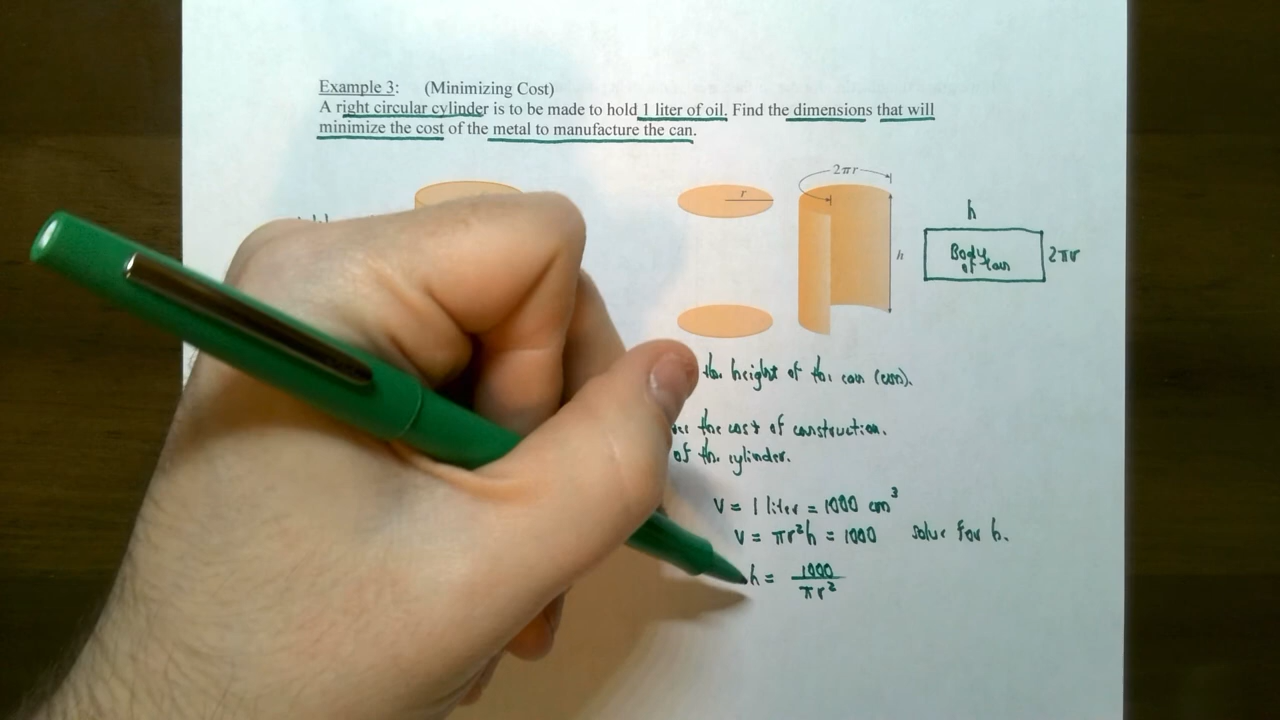 Example 3: (Minimizing Cost)
A right circular cylinder is to be made to hold 1 liter of oil. Find the dimensions that will
minimize the cost of the metal to manufacture the can.
2πr
r
h
h
Body
of can
2πr
the height of the can (cm).
the cost of construction.
of the cylinder.
V = 1 liter = 1000 cm³
V = πr²h = 1000 solve for h.
h = 1000
πr²